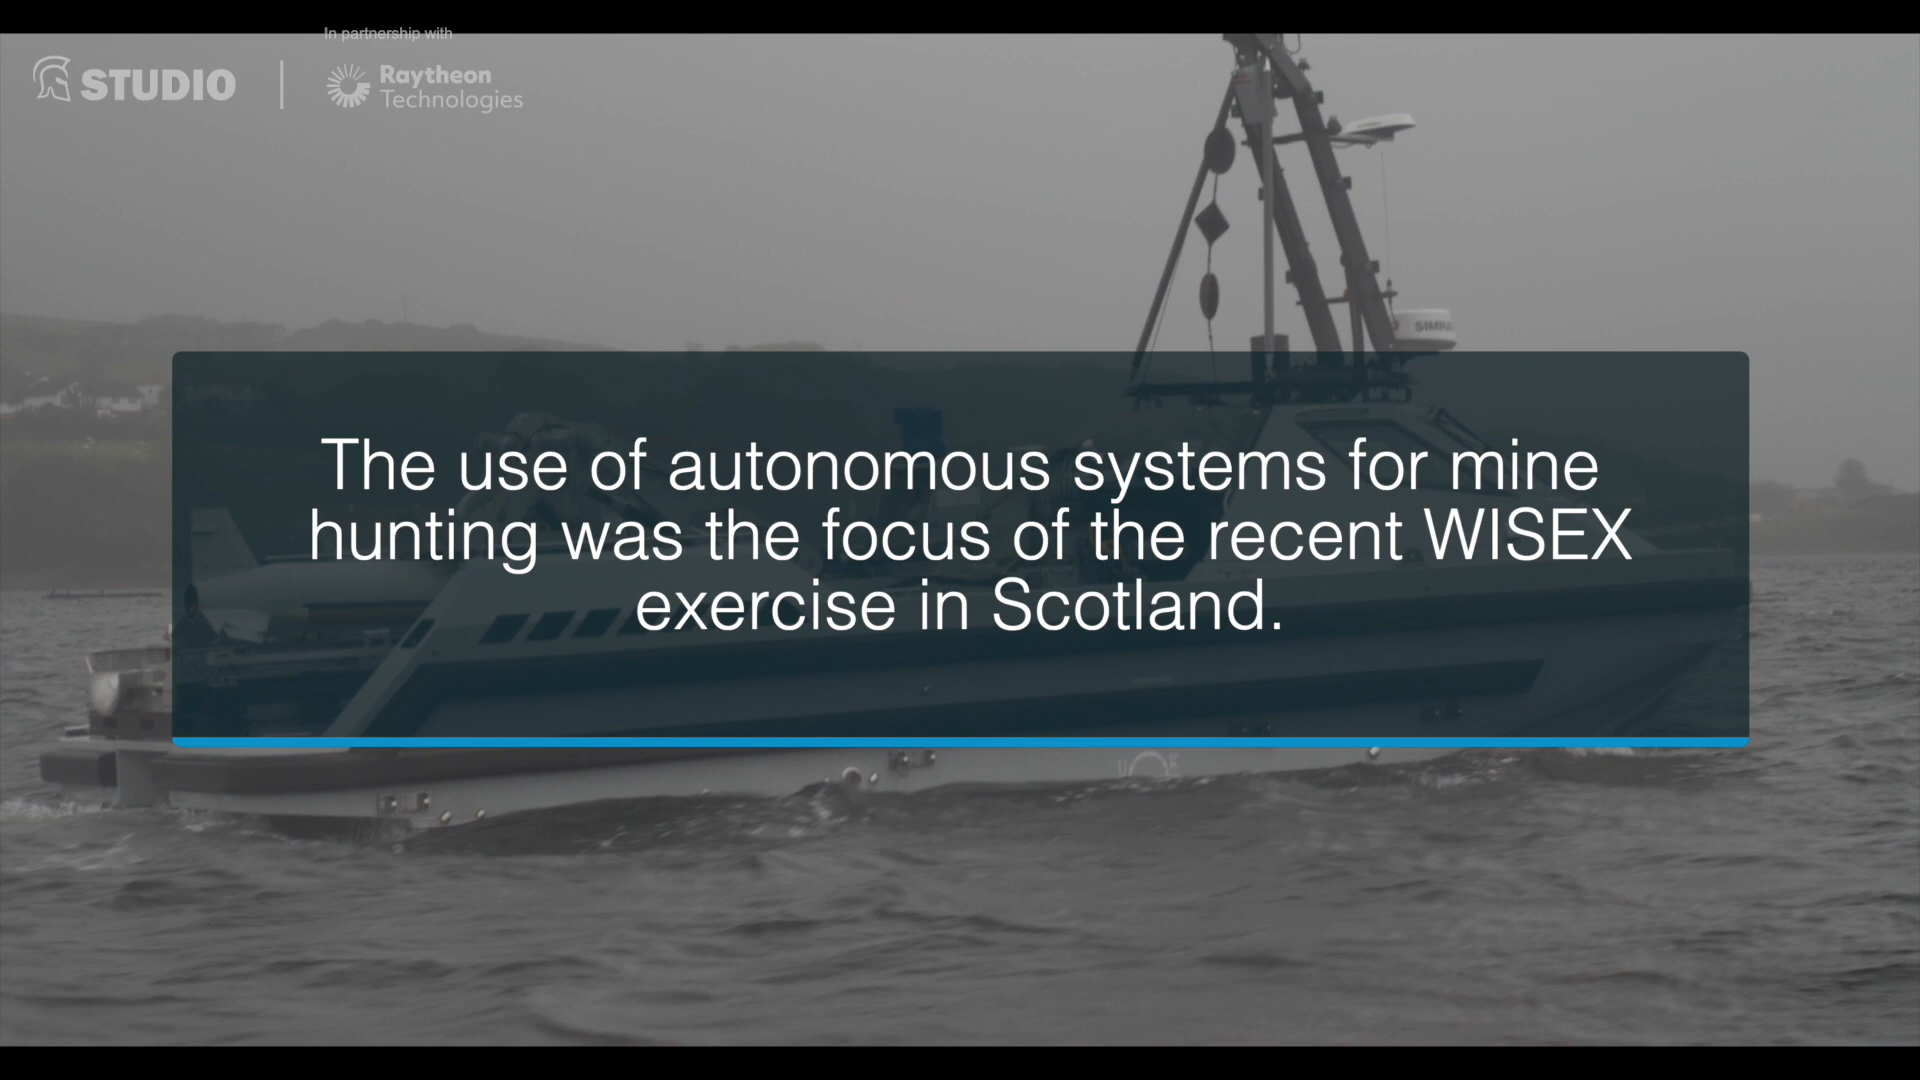 In partnership with
STUDIO
Raytheon
Technologies
SIMRA
The use of autonomous systems for mine
hunting was the focus of the recent WISEX
exercise in Scotland.
U K